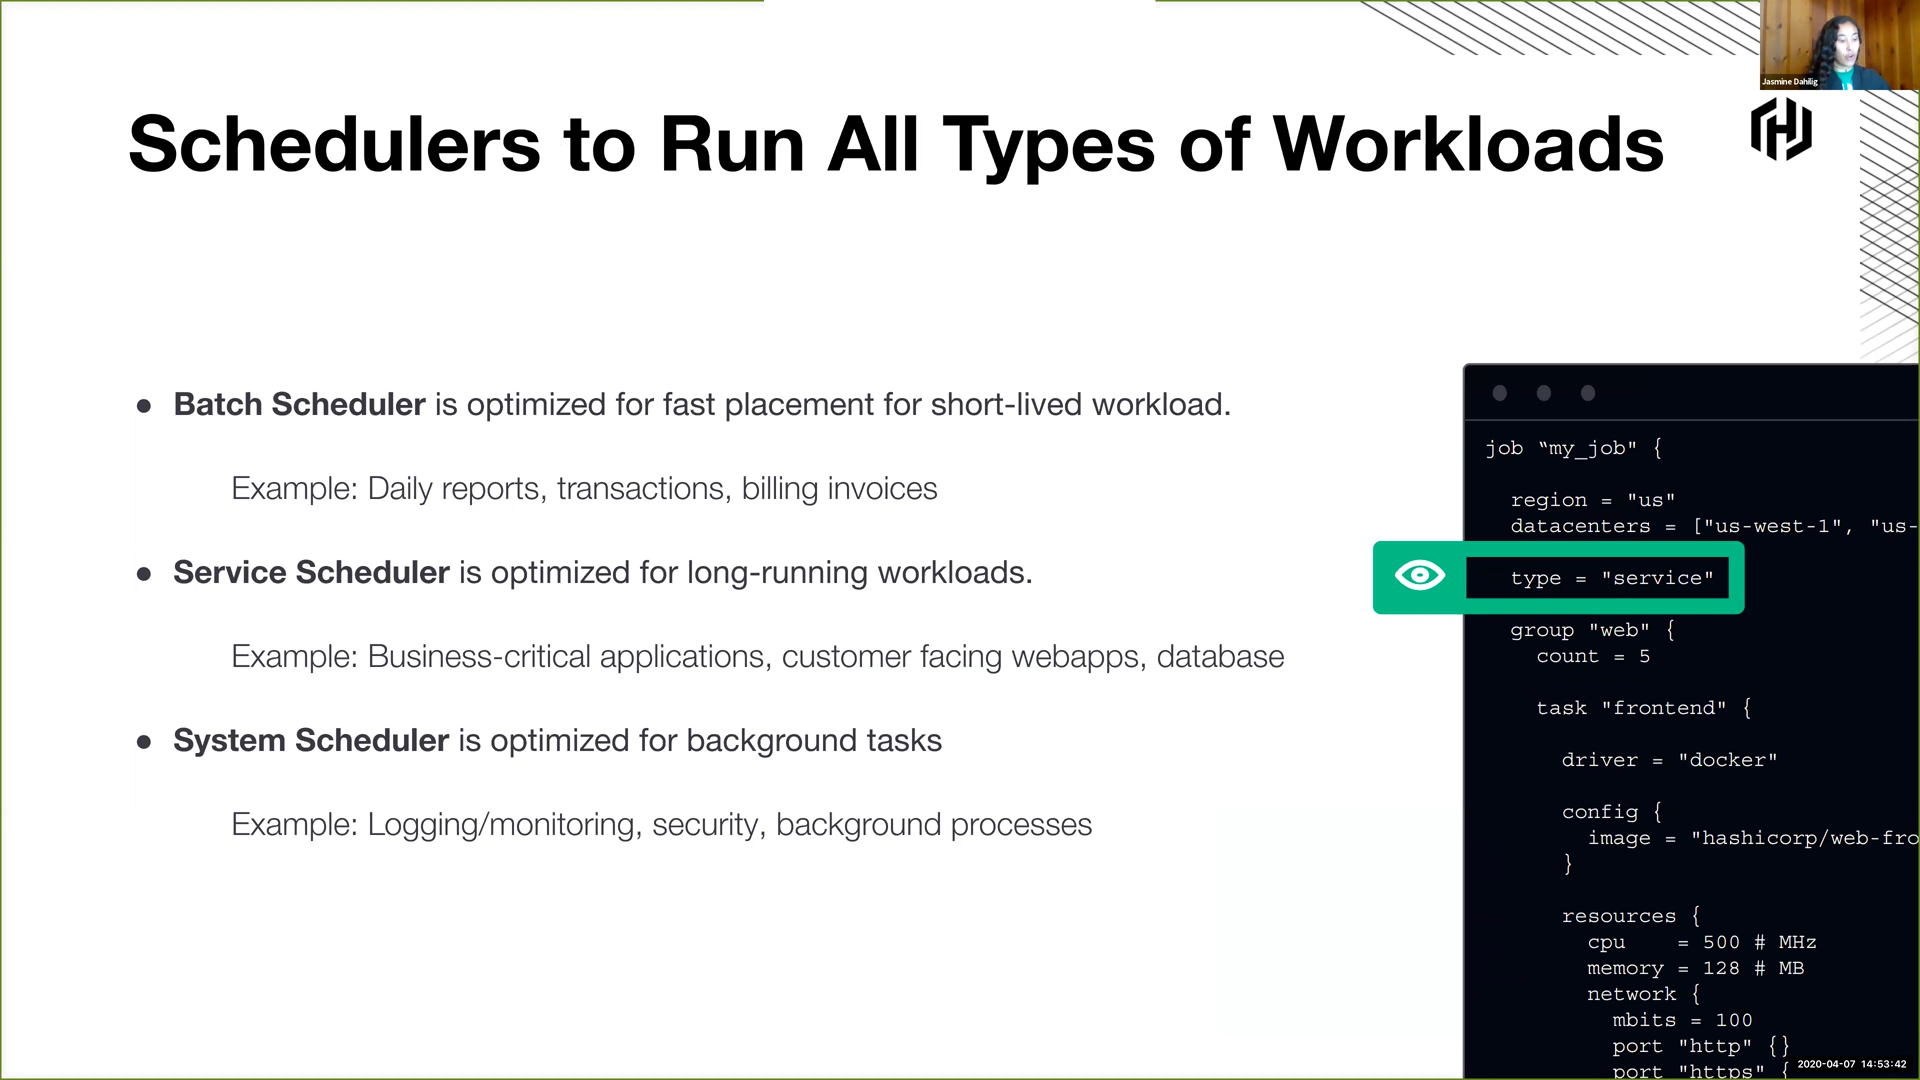 Jasmine Dahilig
Schedulers to Run All Types of Workloads
● Batch Scheduler is optimized for fast placement for short-lived workload.
Example: Daily reports, transactions, billing invoices
● Service Scheduler is optimized for long-running workloads.
Example: Business-critical applications, customer facing webapps, database
● System Scheduler is optimized for background tasks
Example: Logging/monitoring, security, background processes
job “my_job" {
region = "us"
datacenters = ["us-west-1", "us-
type = "service"
group "web" {
count = 5
task "frontend" {
driver = "docker"
config {
image = "hashicorp/web-fro
}
resources {
cpu    = 500 # MHz
memory = 128 # MB
network {
mbits = 100
port "http" {}
port "https" {
2020-04-07 14:53:42